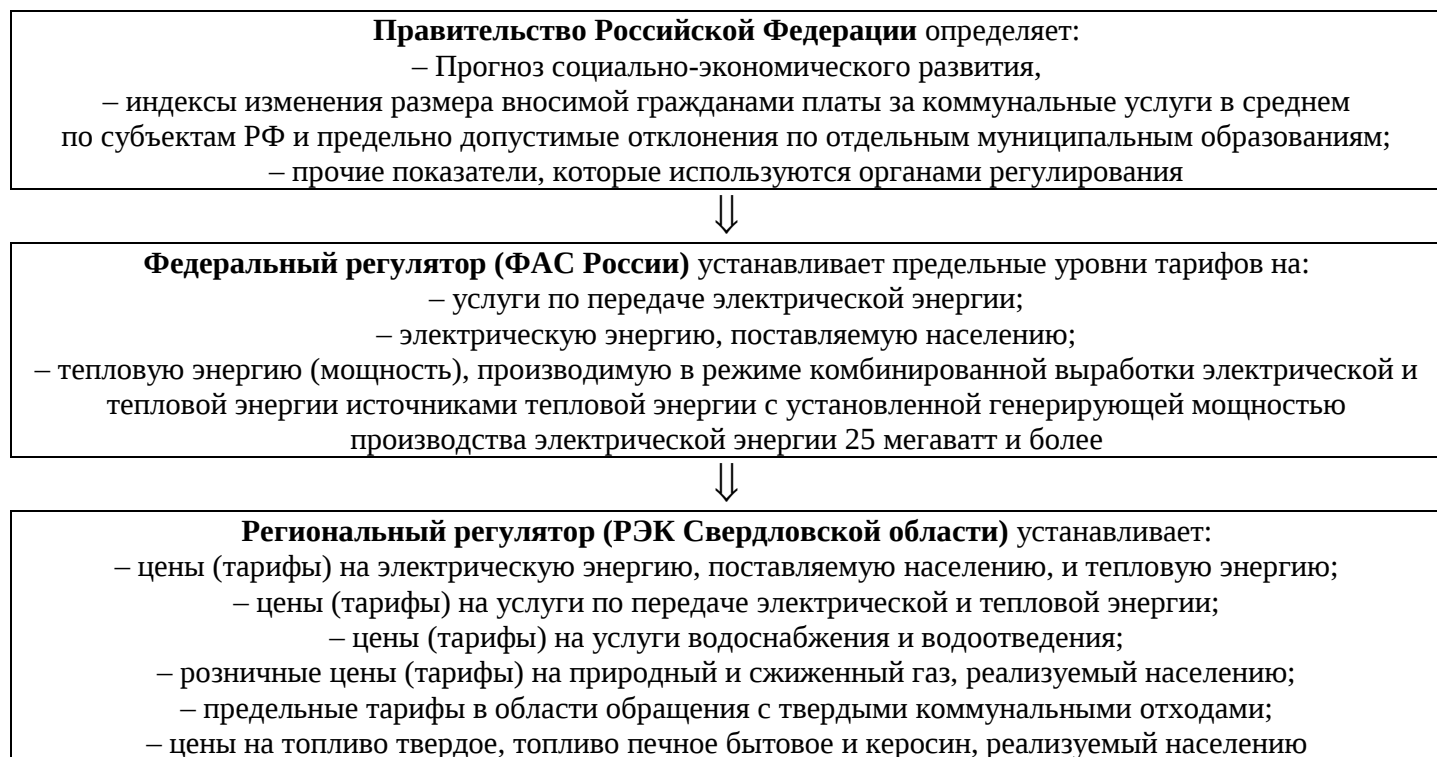 Правительство Российской Федерации определяет:
– Прогноз социально-экономического развития,
– индексы изменения размера вносимой гражданами платы за коммунальные услуги в среднем
по субъектам РФ и предельно допустимые отклонения по отдельным муниципальным образованиям;
– прочие показатели, которые используются органами регулирования
⇓
Федеральный регулятор (ФАС России) устанавливает предельные уровни тарифов на:
– услуги по передаче электрической энергии;
– электрическую энергию, поставляемую населению;
– тепловую энергию (мощность), производимую в режиме комбинированной выработки электрической и
тепловой энергии источниками тепловой энергии с установленной генерирующей мощностью
производства электрической энергии 25 мегаватт и более
⇓
Региональный регулятор (РЭК Свердловской области) устанавливает:
– цены (тарифы) на электрическую энергию, поставляемую населению, и тепловую энергию;
– цены (тарифы) на услуги по передаче электрической и тепловой энергии;
– цены (тарифы) на услуги водоснабжения и водоотведения;
– розничные цены (тарифы) на природный и сжиженный газ, реализуемый населению;
– предельные тарифы в области обращения с твердыми коммунальными отходами;
– цены на топливо твердое, топливо печное бытовое и керосин, реализуемый населению